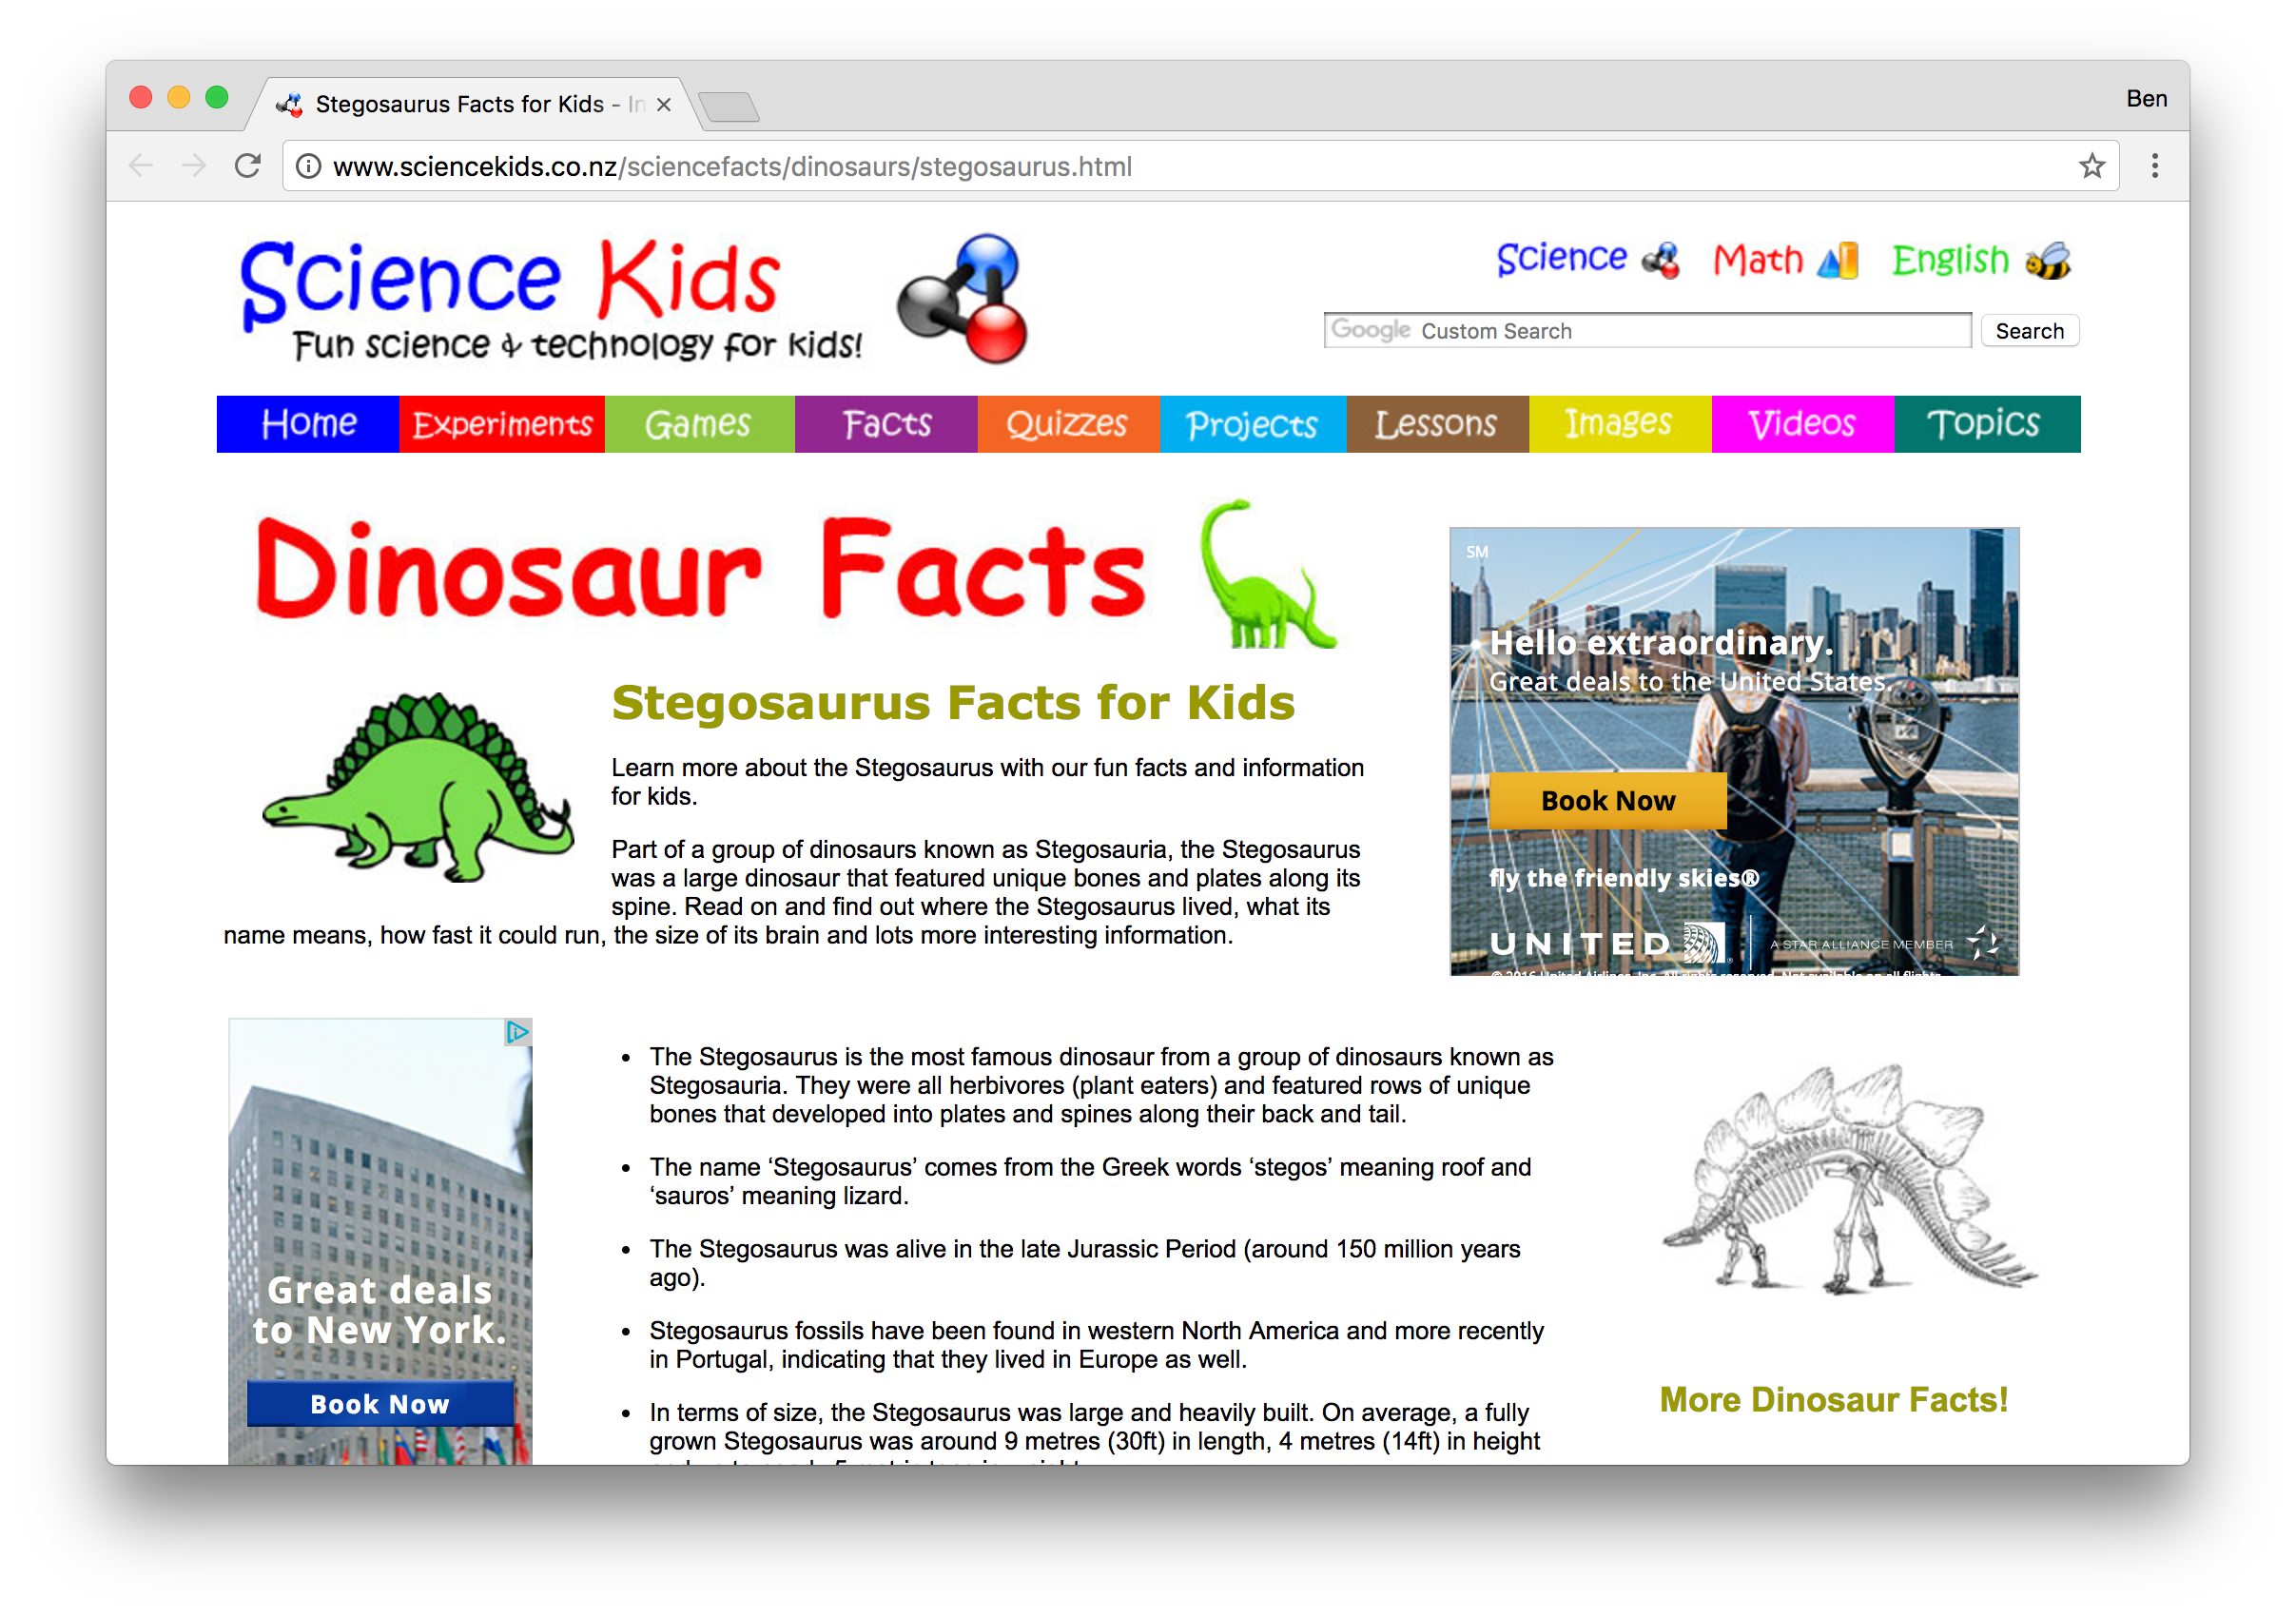 Stegosaurus Facts for Kids - In
Ben
www.sciencekids.co.nz/sciencefacts/dinosaurs/stegosaurus.html
Science Kids
Fun science & technology for kids!
Science Math English
Google Custom Search Search
Home Experiments Games Facts Quizzes Projects Lessons Images Videos Topics
Dinosaur Facts
Stegosaurus Facts for Kids
Learn more about the Stegosaurus with our fun facts and information
for kids.
Part of a group of dinosaurs known as Stegosauria, the Stegosaurus
was a large dinosaur that featured unique bones and plates along its
spine. Read on and find out where the Stegosaurus lived, what its
name means, how fast it could run, the size of its brain and lots more interesting information.
SM
Hello extraordinary.
Great deals to the United States.
Book Now
fly the friendly skies®
UNITED ® A STAR ALLIANCE MEMBER
© 2016 United Airlines, Inc. All rights reserved. Not available on all flights.
Great deals
to New York.
Book Now
• The Stegosaurus is the most famous dinosaur from a group of dinosaurs known as
Stegosauria. They were all herbivores (plant eaters) and featured rows of unique
bones that developed into plates and spines along their back and tail.
• The name ‘Stegosaurus’ comes from the Greek words ‘stegos’ meaning roof and
‘sauros’ meaning lizard.
• The Stegosaurus was alive in the late Jurassic Period (around 150 million years
ago).
• Stegosaurus fossils have been found in western North America and more recently
in Portugal, indicating that they lived in Europe as well.
• In terms of size, the Stegosaurus was large and heavily built. On average, a fully
grown Stegosaurus was around 9 metres (30ft) in length, 4 metres (14ft) in height
More Dinosaur Facts!